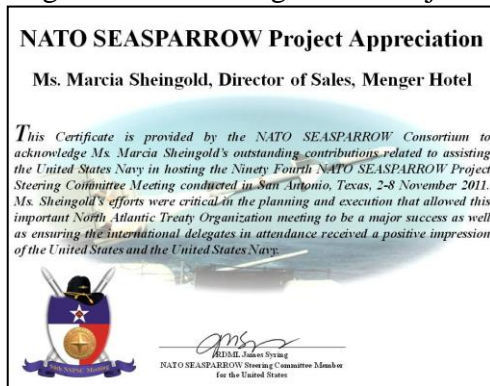 NATO SEASPARROW Project Appreciation
Ms. Marcia Sheingold, Director of Sales, Menger Hotel
This Certificate is provided by the NATO SEASPARROW Consortium to
acknowledge Ms. Marcia Sheingold's outstanding contributions related to assisting
the United States Navy in hosting the Ninety Fourth NATO SEASPARROW Project
Steering Committee Meeting conducted in San Antonio, Texas, 2-8 November 2011.
Ms. Sheingold's efforts were critical in the planning and execution that allowed this
important North Atlantic Treaty Organization meeting to be a major success as well
as ensuring the international delegates in attendance received a positive impression
of the United States and the United States Navy.
94th NSPSC Meeting
RDML James Syring
NATO SEASPARROW Steering Committee Member
for the United States